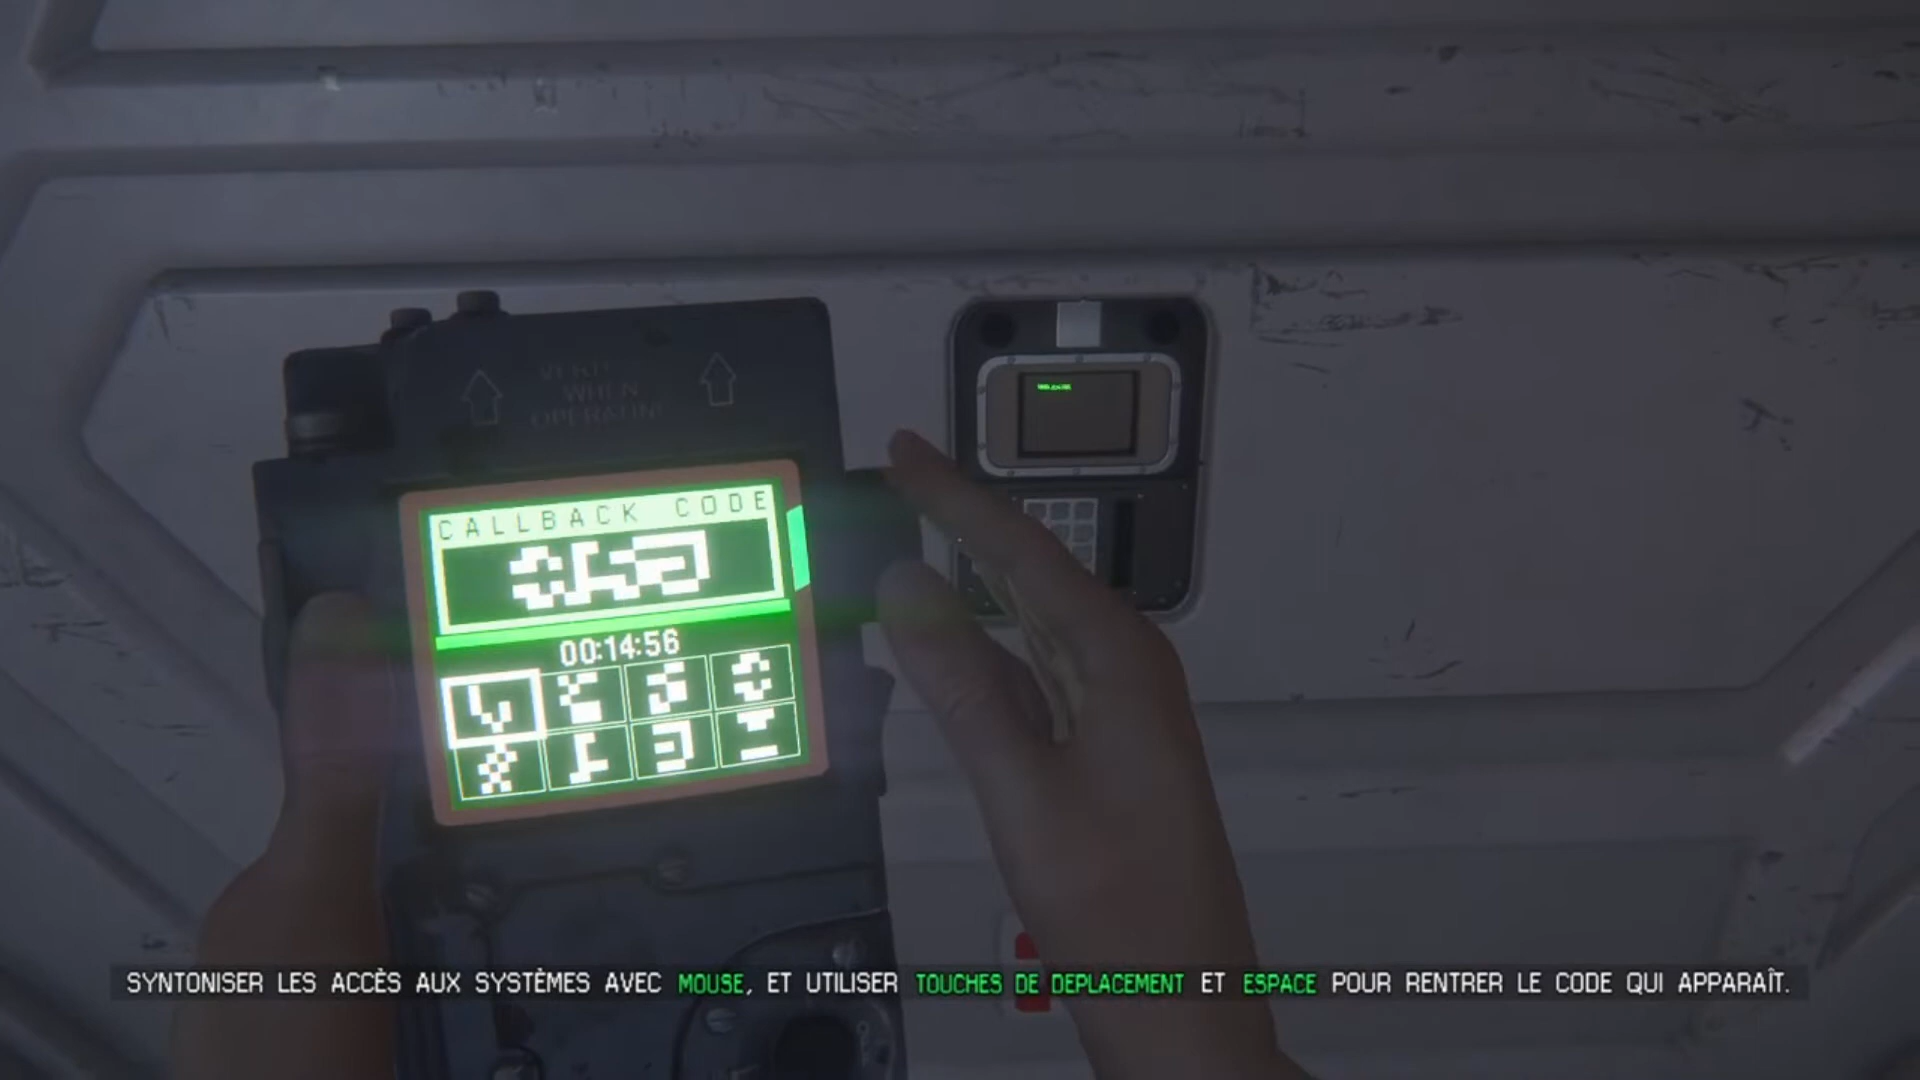 WHEN
CALLBACK CODE
00:14:56
SYNTONISER LES ACCÈS AUX SYSTÈMES AVEC MOUSE, ET UTILISER TOUCHES DE DEPLACEMENT ET ESPACE POUR RENTRER LE CODE QUI APPARAÎT.